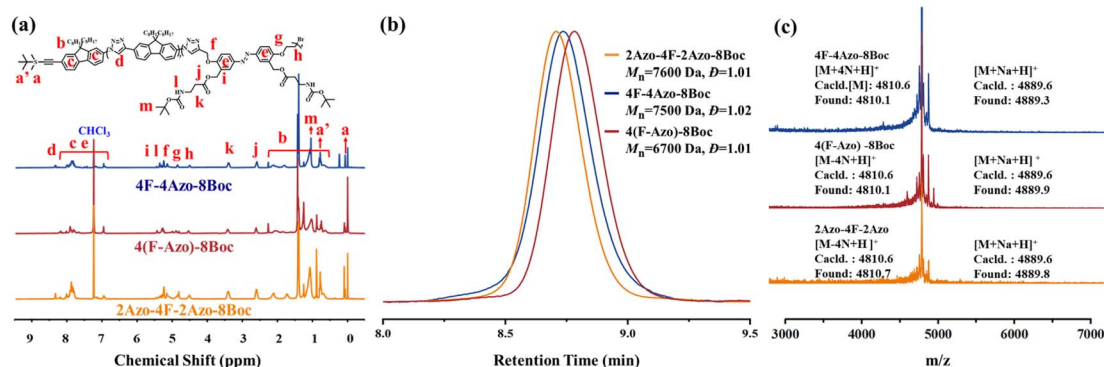 (a)
C₈H₁₇ C₈H₁₇
C₈H₁₇ C₈H₁₇
N=N
N=N
Br
b
f
g
Si
c
c
d
e
e
h
a' a
O
N
i
j
l
HN
k
m
CHCl₃
d c e i l f g h k j b m a' a
4F-4Azo-8Boc
4(F-Azo)-8Boc
2Azo-4F-2Azo-8Boc
9 8 7 6 5 4 3 2 1 0
Chemical Shift (ppm)
(b)
2Azo-4F-2Azo-8Boc
Mn=7600 Da, Đ=1.01
4F-4Azo-8Boc
Mn=7500 Da, Đ=1.02
4(F-Azo)-8Boc
Mn=6700 Da, Đ=1.01
8.0 8.5 9.0 9.5
Retention Time (min)
(c)
4F-4Azo-8Boc
[M+4N+H]⁺ [M+Na+H]⁺
Cacld.[M]: 4810.6 Cacld. : 4889.6
Found: 4810.1 Found: 4889.3
4(F-Azo) -8Boc
[M-4N+H]⁺ [M+Na+H] ⁺
Cacld. : 4810.6 Cacld. : 4889.6
Found: 4810.1 Found: 4889.9
2Azo-4F-2Azo
[M-4N+H]⁺ [M+Na+H]⁺
Cacld. : 4810.6 Cacld. : 4889.6
Found: 4810.7 Found: 4889.8
3000 4000 5000 6000 7000
m/z